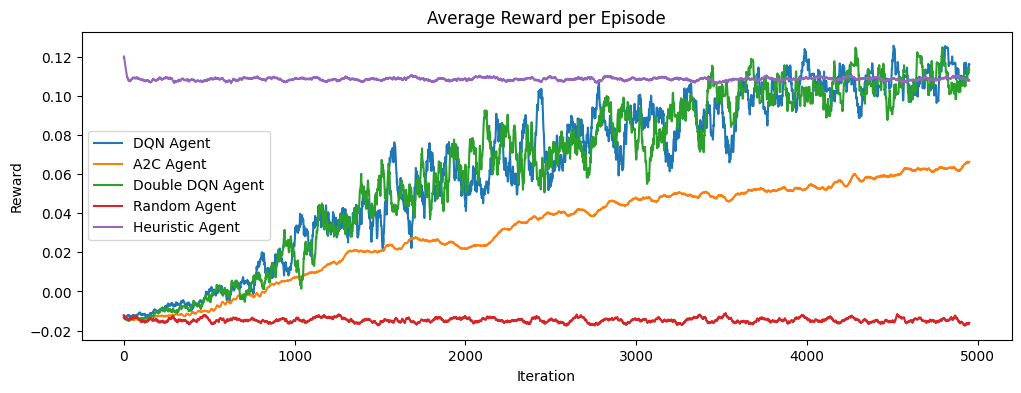 Average Reward per Episode
Reward
0.12
0.10
0.08
0.06
0.04
0.02
0.00
−0.02
DQN Agent
A2C Agent
Double DQN Agent
Random Agent
Heuristic Agent
0
1000
2000
3000
4000
5000
Iteration